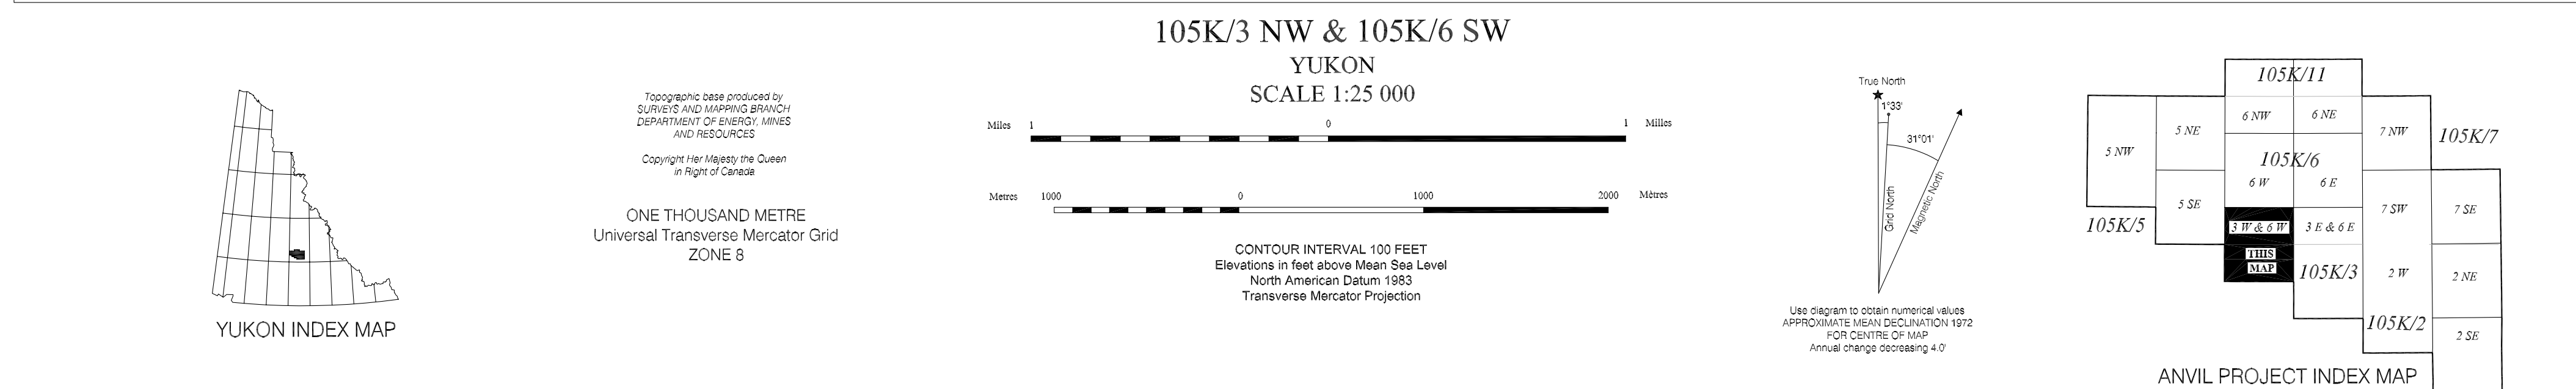 105K/3 NW & 105K/6 SW
YUKON
SCALE 1:25 000
Miles 1 0 1 Milles
Metres 1000 0 1000 2000 Mètres
CONTOUR INTERVAL 100 FEET
Elevations in feet above Mean Sea Level
North American Datum 1983
Transverse Mercator Projection
YUKON INDEX MAP
Topographic base produced by
SURVEYS AND MAPPING BRANCH
DEPARTMENT OF ENERGY, MINES
AND RESOURCES
Copyright Her Majesty the Queen
in Right of Canada
ONE THOUSAND METRE
Universal Transverse Mercator Grid
ZONE 8
True North
1°33'
31°01'
Grid North
Magnetic North
Use diagram to obtain numerical values
APPROXIMATE MEAN DECLINATION 1972
FOR CENTRE OF MAP
Annual change decreasing 4.0'
105K/11
6 NW
6 NE
5 NE
7 NW
105K/7
5 NW
105K/6
6 W
6 E
5 SE
7 SW
7 SE
105K/5
3 W & 6 W
3 E & 6 E
THIS
MAP
105K/3
2 W
2 NE
105K/2
2 SE
ANVIL PROJECT INDEX MAP